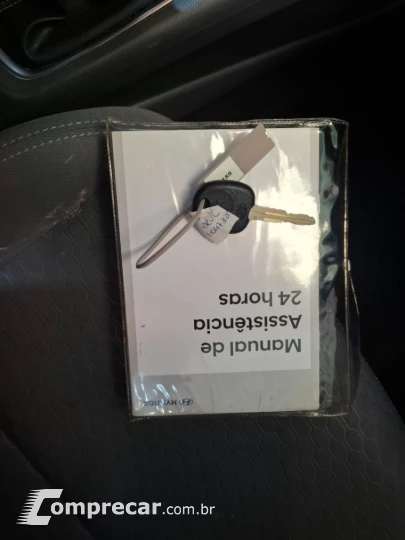 Manual de
Assistência
24 horas
HYUNDAI
Comprecar.com.br